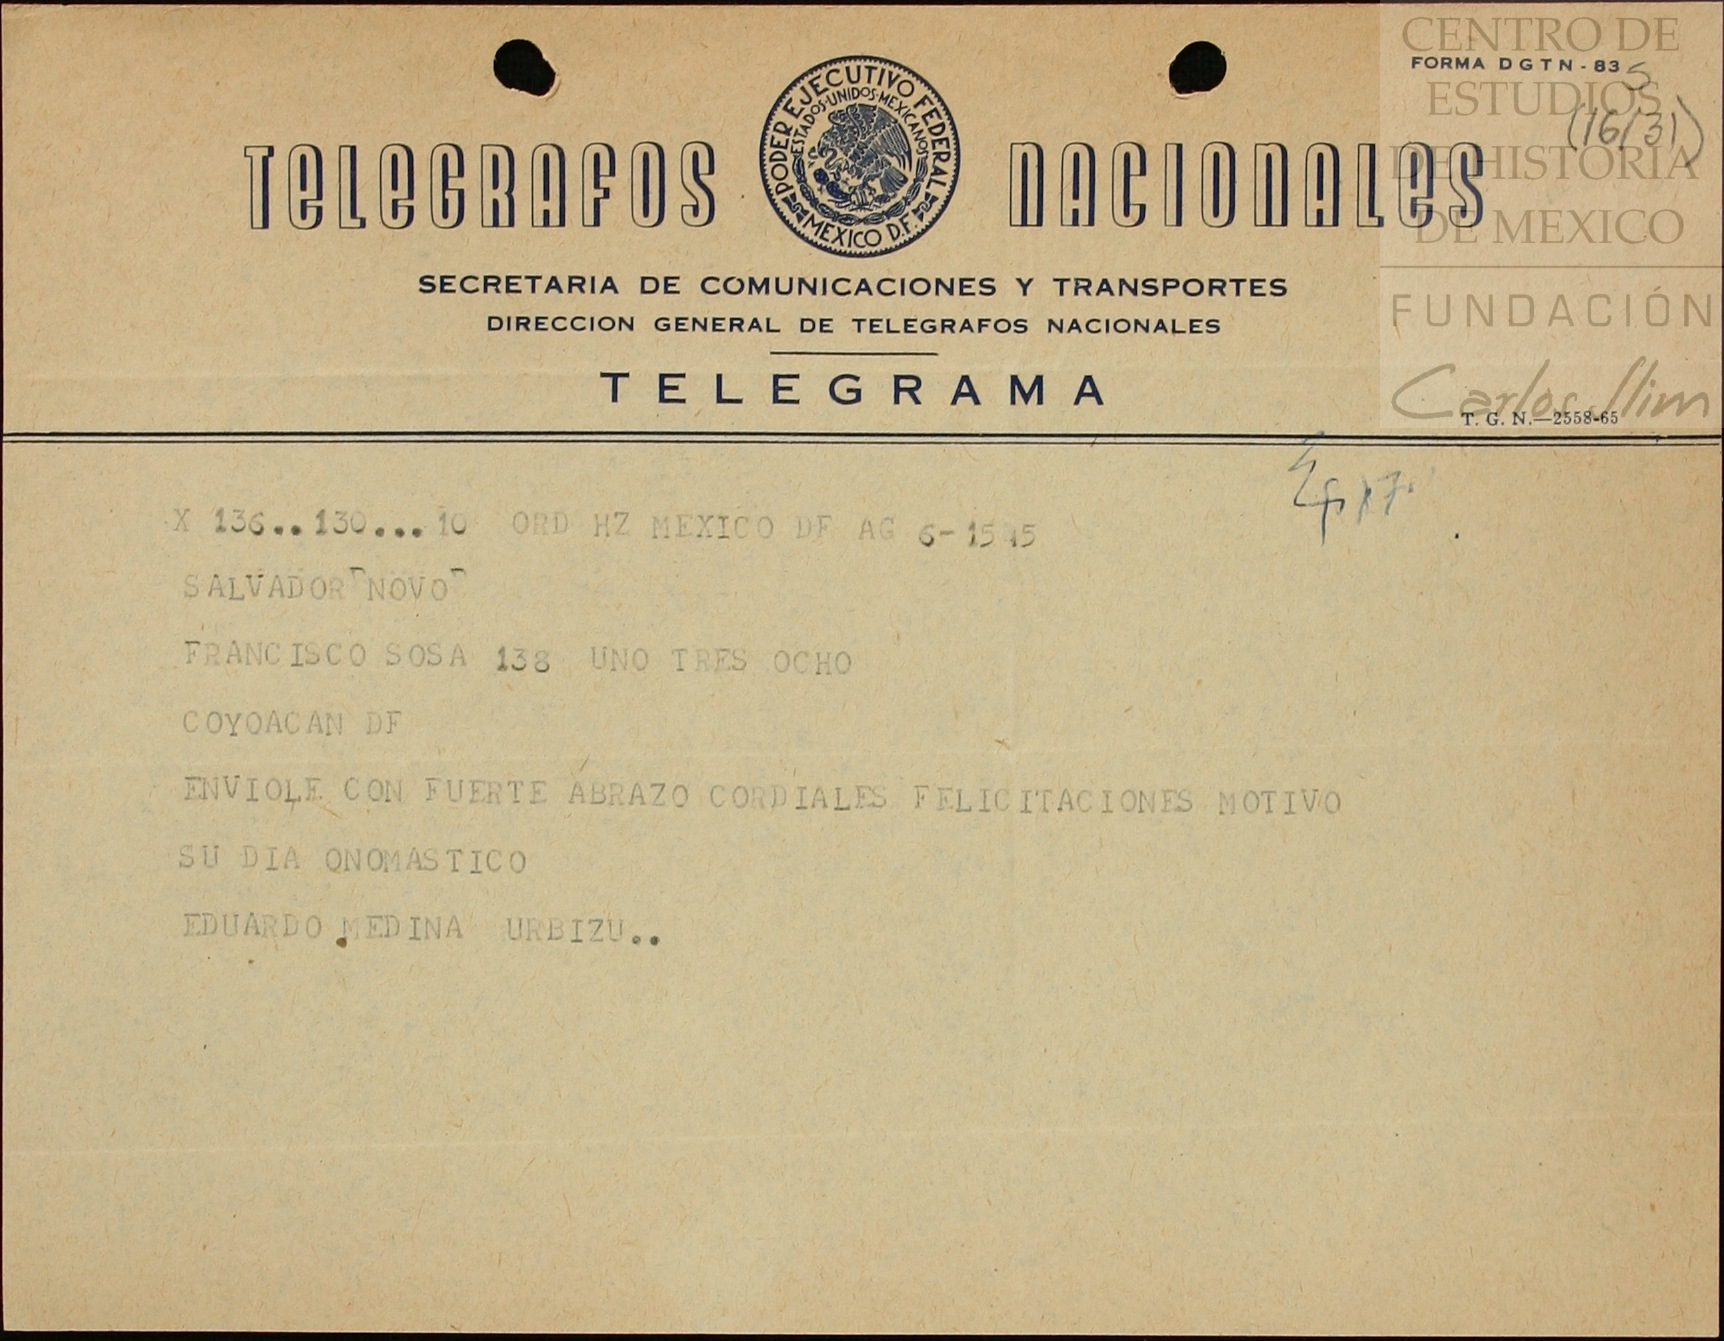 CENTRO DE
FORMA DGTN-83
ESTUDIOS
5
(16/31)
DE HISTORIA
DE MEXICO
FUNDACIÓN
Carlos Slim
TELEGRAFOS NACIONALES
PODER EJECUTIVO FEDERAL
ESTADOS-UNIDOS-MEXICANOS
MEXICO D.F.
SECRETARIA DE COMUNICACIONES Y TRANSPORTES
DIRECCION GENERAL DE TELEGRAFOS NACIONALES
TELEGRAMA
T. G. N.—2558-65
X 136..130...10 ORD HZ MEXICO DF AG 6-1545
SALVADOR "NOVO"
FRANCISCO SOSA 138 UNO TRES OCHO
COYOACAN DF
ENVIOLE CON FUERTE ABRAZO CORDIALES FELICITACIONES MOTIVO
SU DIA ONOMASTICO
EDUARDO MEDINA URBIZU..